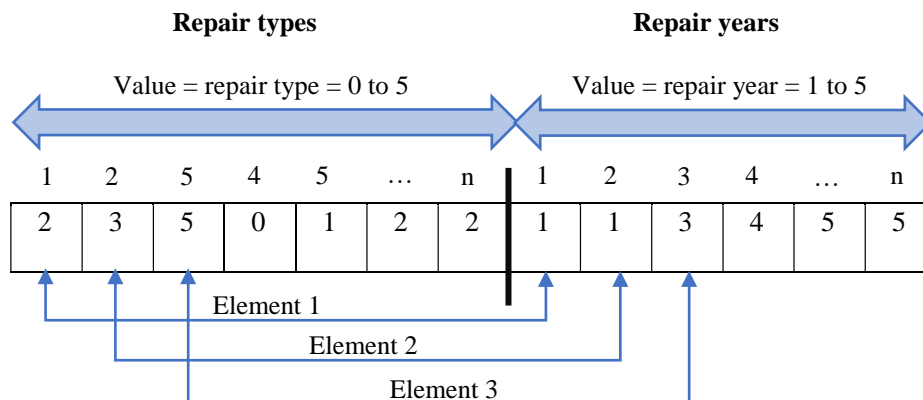 Repair types Repair years
Value = repair type = 0 to 5 Value = repair year = 1 to 5
1 2 5 4 5 … n 1 2 3 4 … n
2 3 5 0 1 2 2 1 1 3 4 5 5
Element 1
Element 2
Element 3